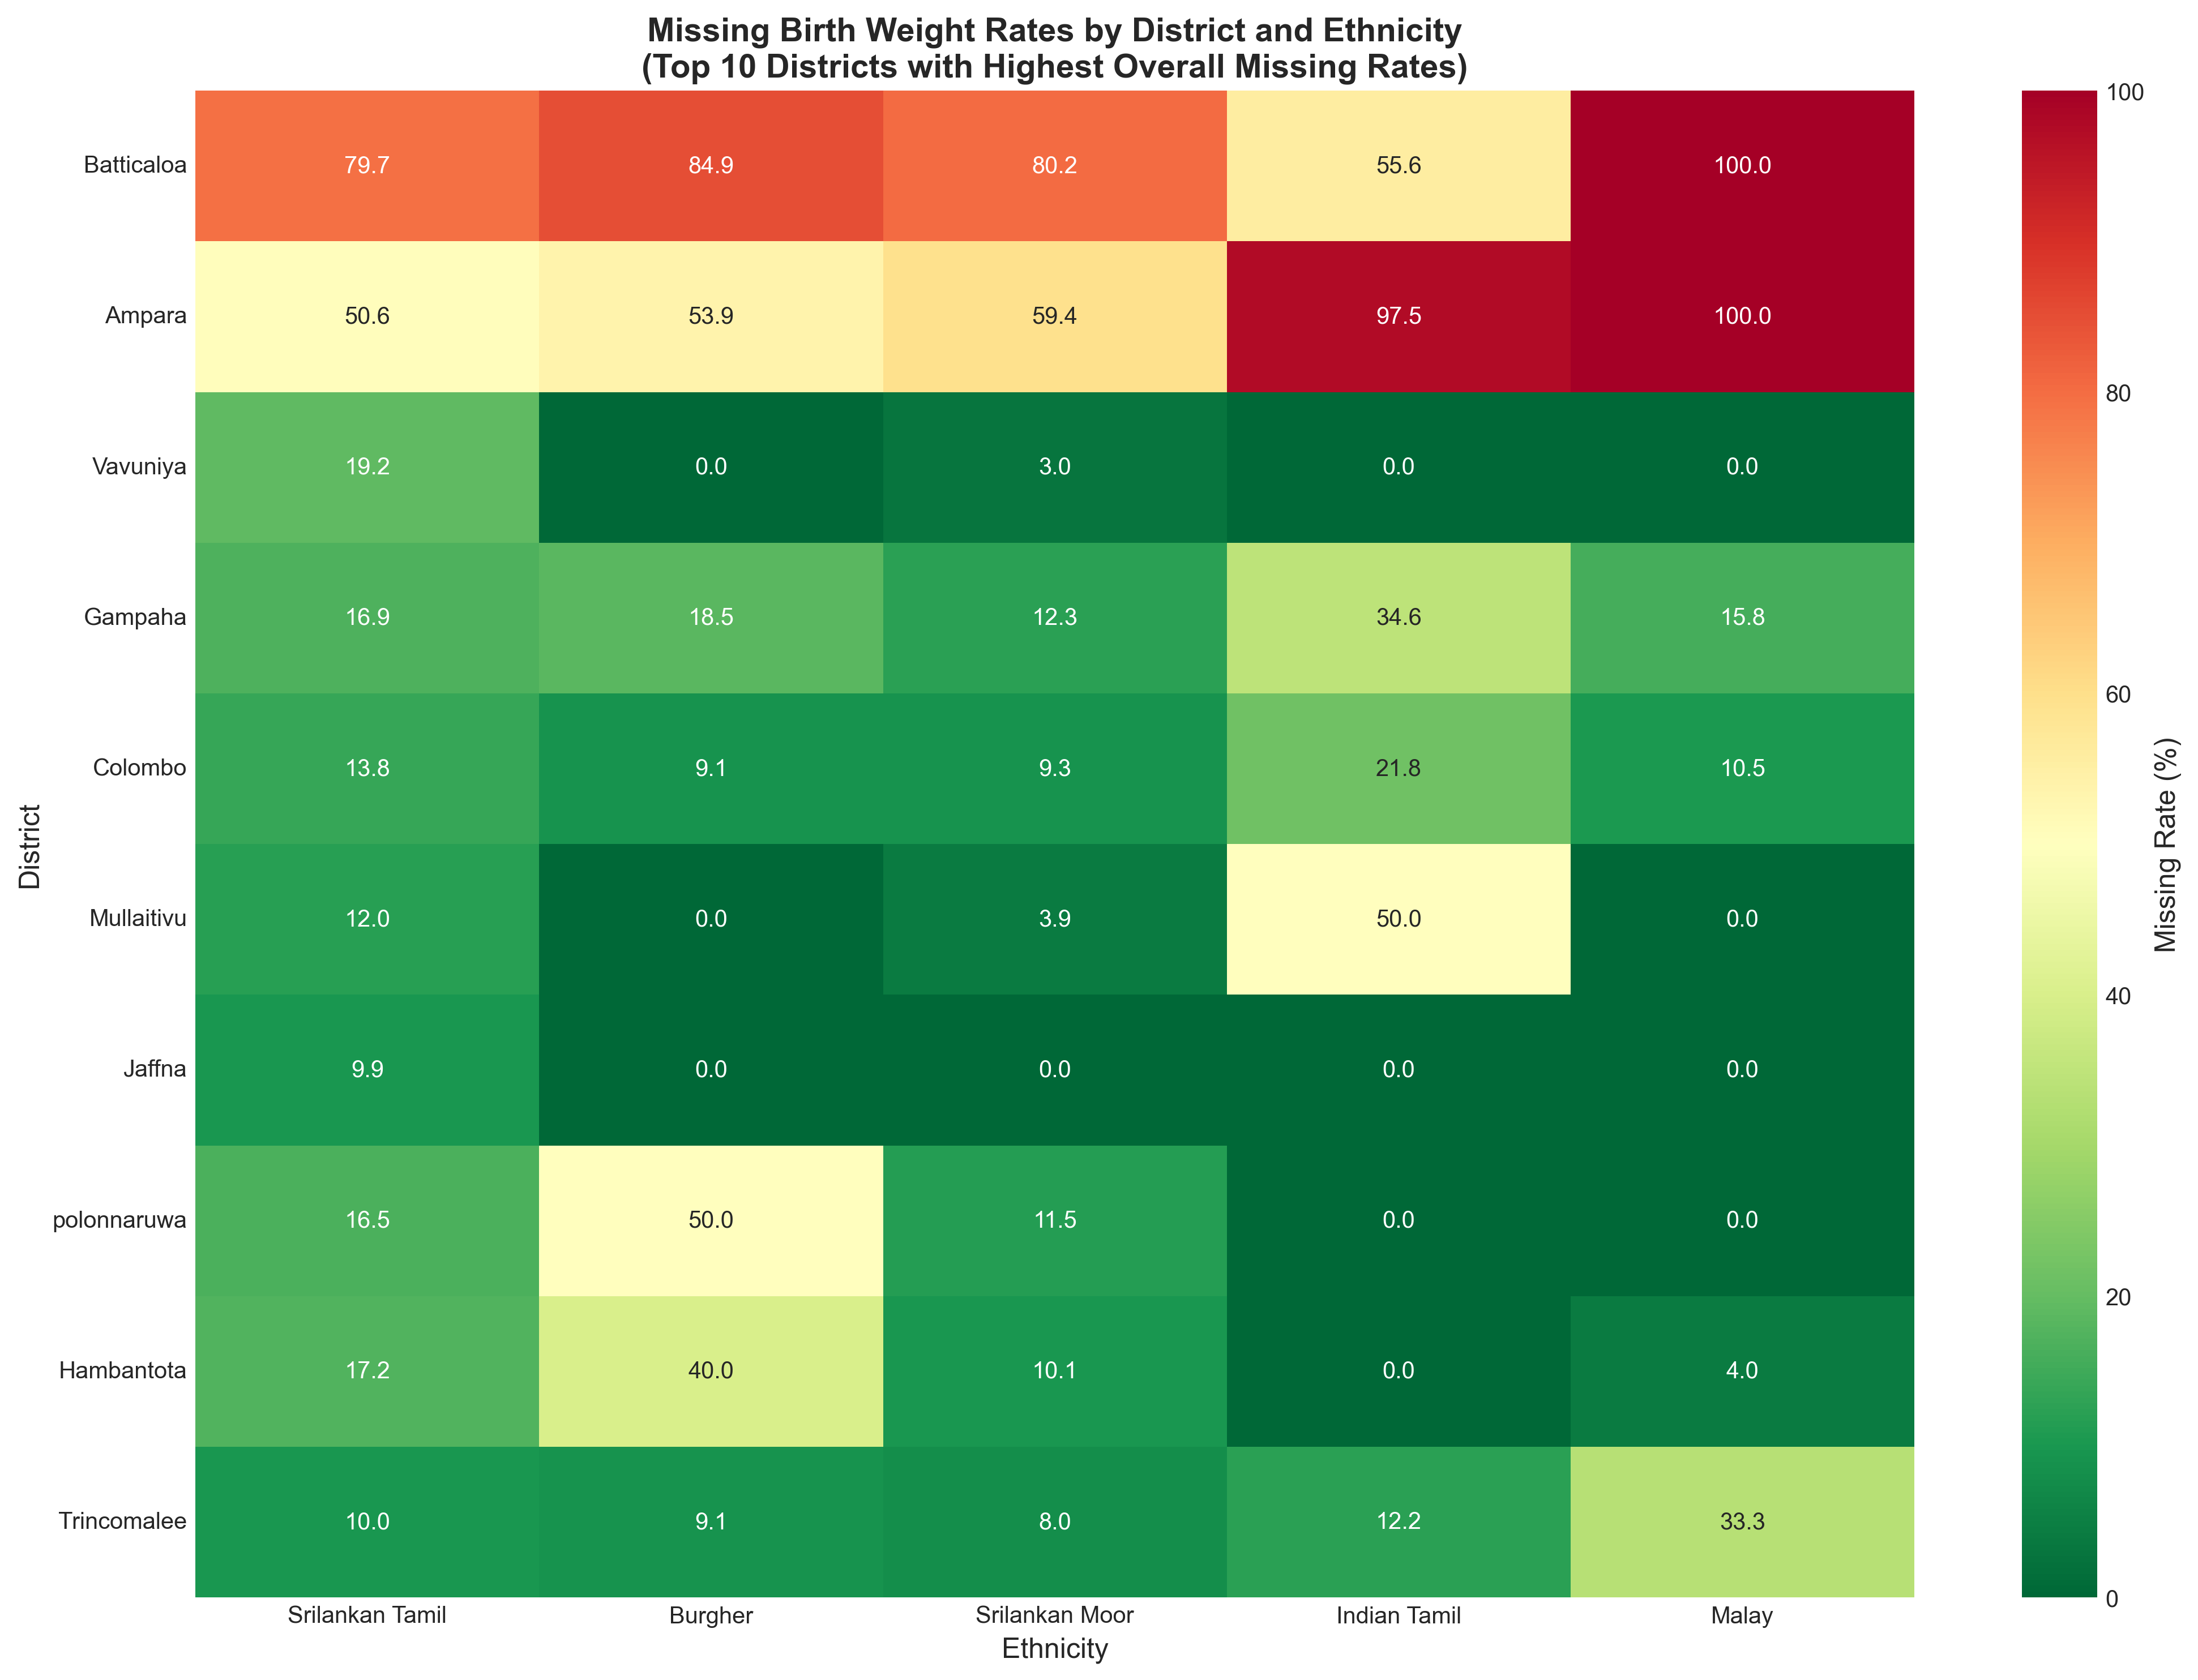 Missing Birth Weight Rates by District and Ethnicity
(Top 10 Districts with Highest Overall Missing Rates)
District
Batticaloa 79.7 84.9 80.2 55.6 100.0
Ampara 50.6 53.9 59.4 97.5 100.0
Vavuniya 19.2 0.0 3.0 0.0 0.0
Gampaha 16.9 18.5 12.3 34.6 15.8
Colombo 13.8 9.1 9.3 21.8 10.5
Mullaitivu 12.0 0.0 3.9 50.0 0.0
Jaffna 9.9 0.0 0.0 0.0 0.0
polonnaruwa 16.5 50.0 11.5 0.0 0.0
Hambantota 17.2 40.0 10.1 0.0 4.0
Trincomalee 10.0 9.1 8.0 12.2 33.3
Srilankan Tamil Burgher Srilankan Moor Indian Tamil Malay
Ethnicity
100
80
60
40
20
0
Missing Rate (%)